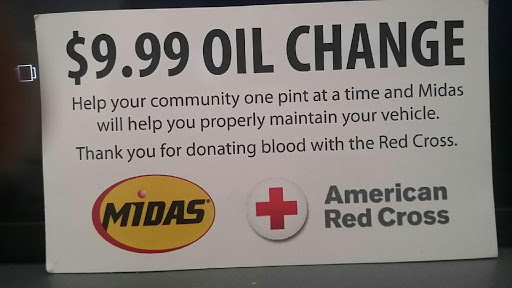 $9.99 OIL CHANGE
Help your community one pint at a time and Midas
will help you properly maintain your vehicle.
Thank you for donating blood with the Red Cross.
MIDAS®
American
Red Cross